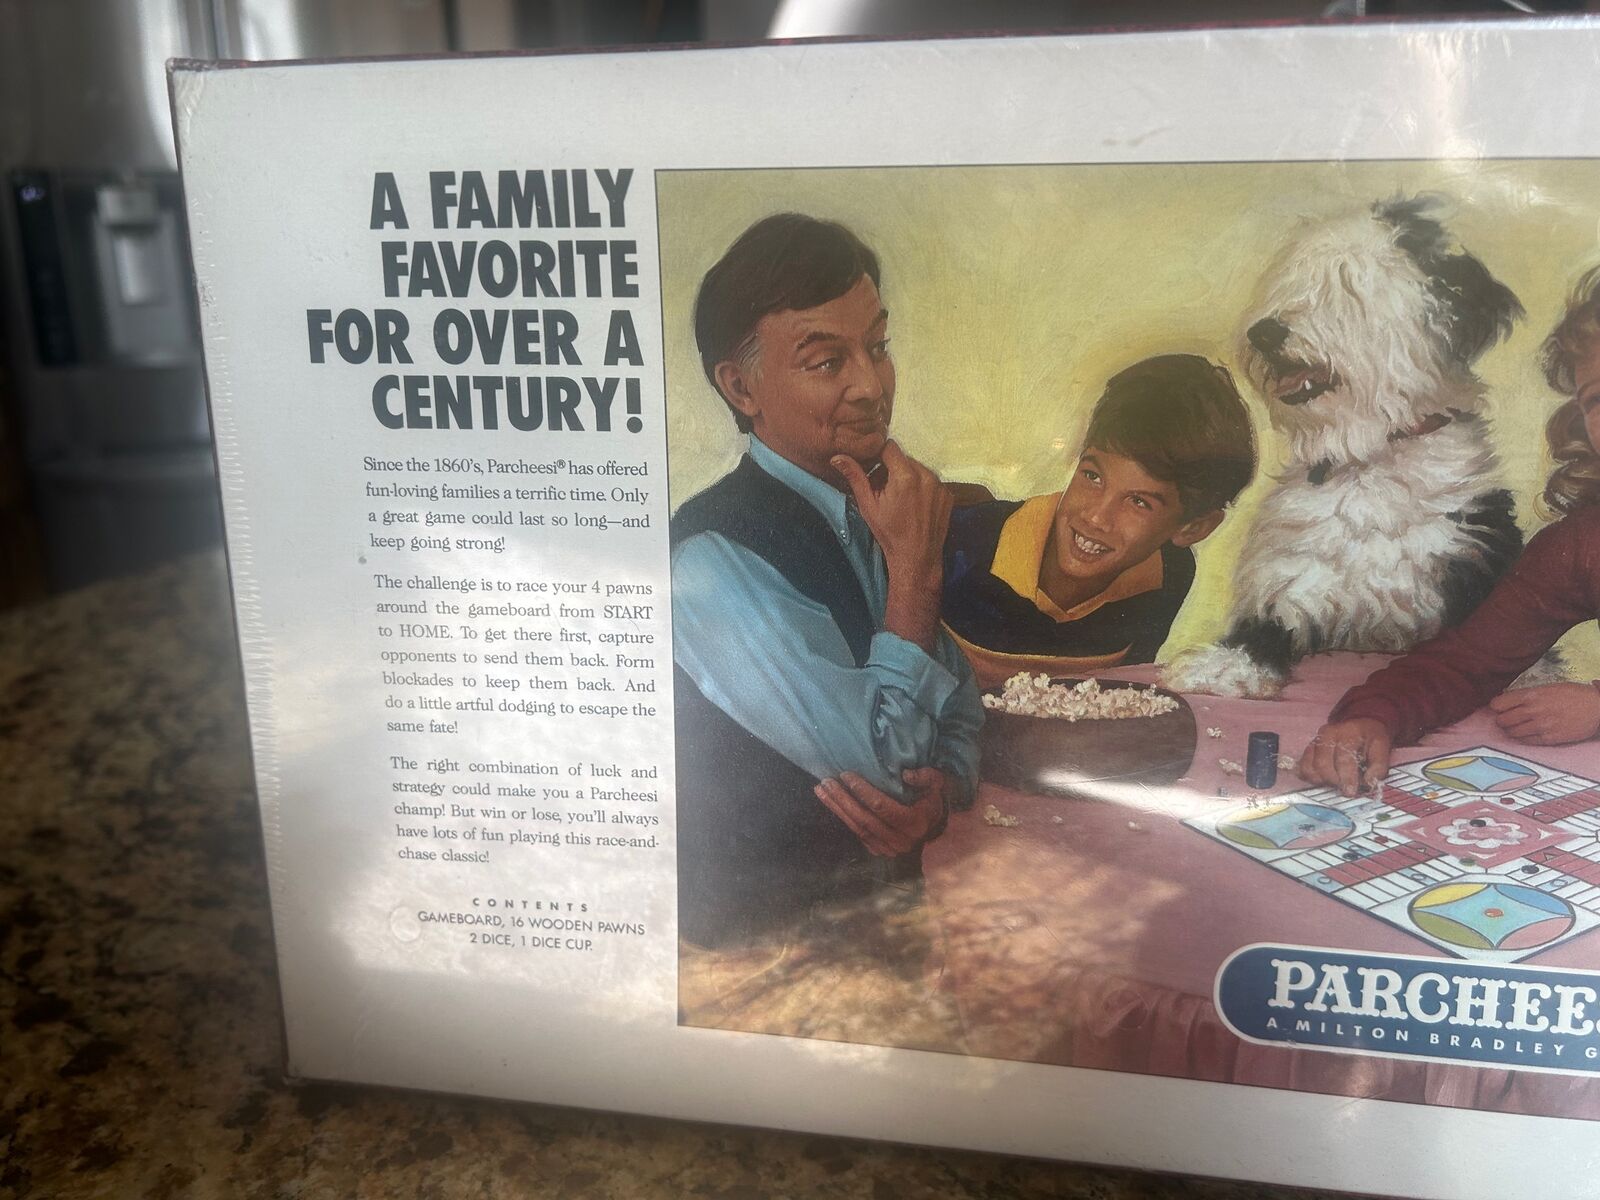 A FAMILY
FAVORITE
FOR OVER A
CENTURY!
Since the 1860's, Parcheesi® has offered
fun-loving families a terrific time. Only
a great game could last so long—and
keep going strong!
The challenge is to race your 4 pawns
around the gameboard from START
to HOME. To get there first, capture
opponents to send them back. Form
blockades to keep them back. And
do a little artful dodging to escape the
same fate!
The right combination of luck and
strategy could make you a Parcheesi
champ! But win or lose, you'll always
have lots of fun playing this race-and-
chase classic!
CONTENTS
GAMEBOARD, 16 WOODEN PAWNS
2 DICE, 1 DICE CUP.
PARCHEES
A MILTON BRADLEY G